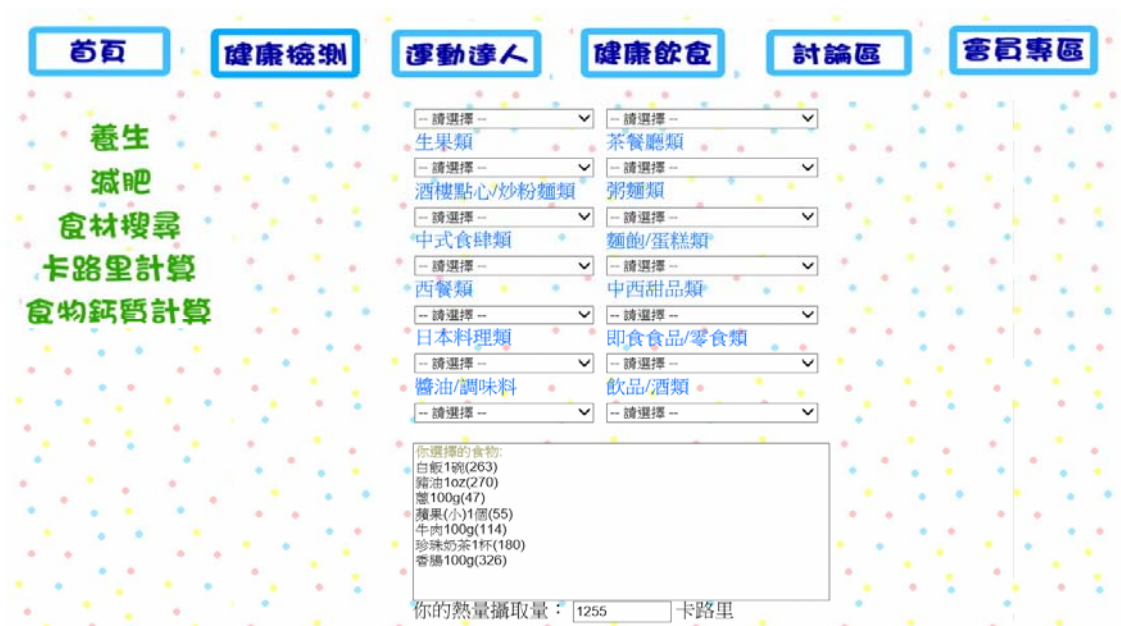 首頁 健康檢測 運動達人 健康飲食 討論區 會員專區
養生
減肥
食材搜尋
卡路里計算
食物鈣質計算
-- 請選擇 -- -- 請選擇 --
生果類 茶餐廳類
-- 請選擇 -- -- 請選擇 --
酒樓點心/炒粉麵類 粥麵類
-- 請選擇 -- -- 請選擇 --
中式食肆類 麵飽/蛋糕類
-- 請選擇 -- -- 請選擇 --
西餐類 中西甜品類
-- 請選擇 -- -- 請選擇 --
日本料理類 即食食品/零食類
-- 請選擇 -- -- 請選擇 --
醬油/調味料 飲品/酒類
-- 請選擇 -- -- 請選擇 --
你選擇的食物:
白飯1碗(263)
豬油1oz(270)
蔥100g(47)
蘋果(小)1個(55)
牛肉100g(114)
珍珠奶茶1杯(180)
香腸100g(326)
你的熱量攝取量： 1255 卡路里